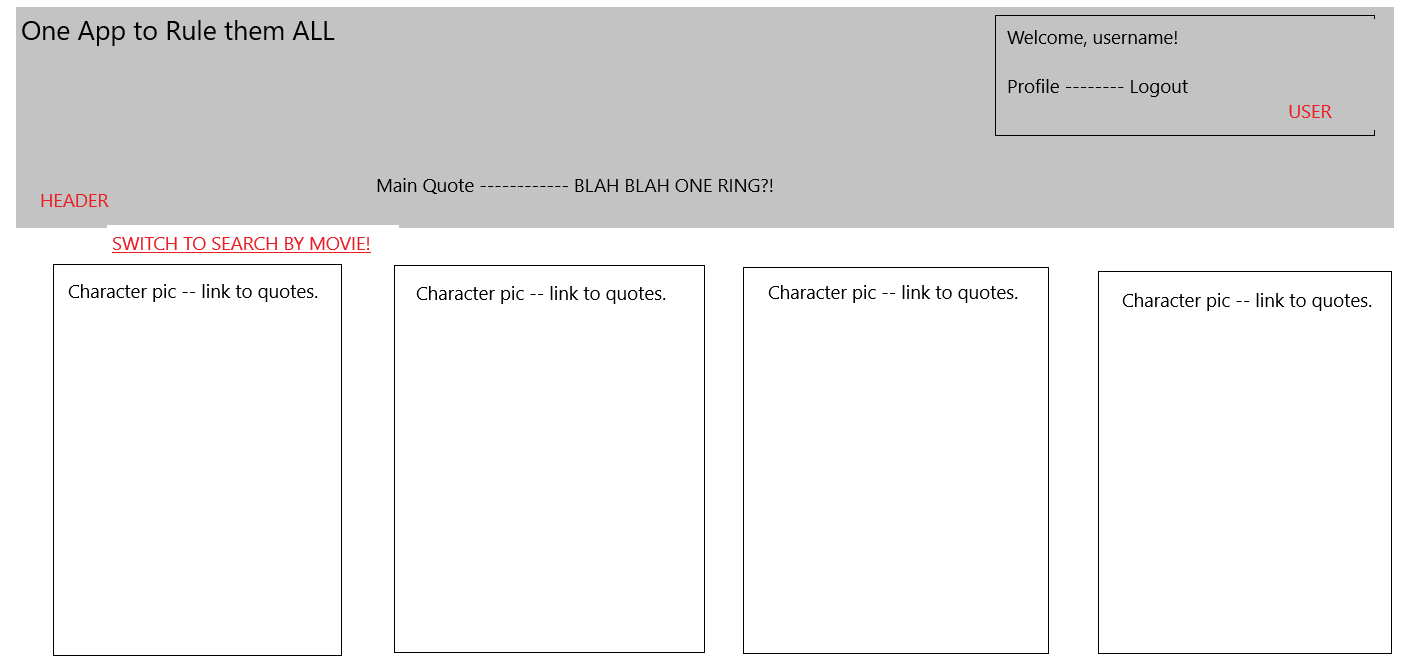 One App to Rule them ALL
Welcome, username!
Profile -------- Logout
USER
Main Quote ------------ BLAH BLAH ONE RING?!
HEADER
SWITCH TO SEARCH BY MOVIE!
Character pic -- link to quotes.
Character pic -- link to quotes.
Character pic -- link to quotes.
Character pic -- link to quotes.